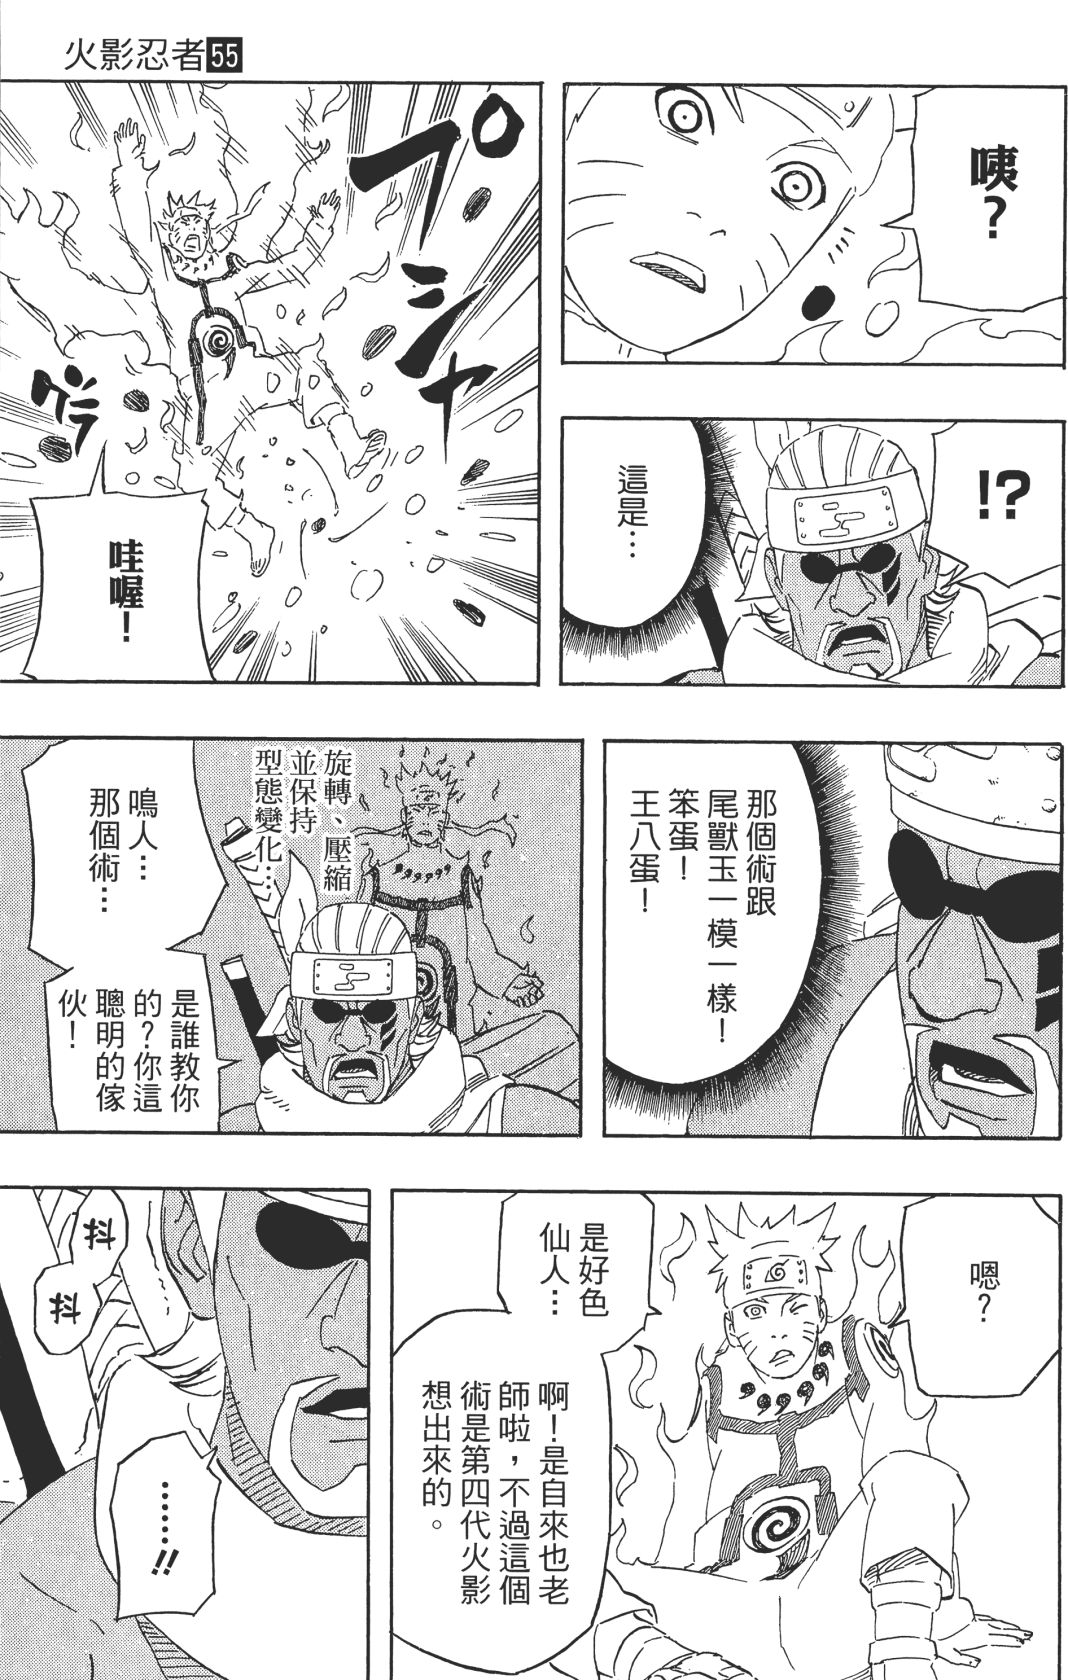 火影忍者55
咦？
プシャ
グラ
哇喔！
!?
這是…
那個術跟
尾獸玉一模一樣！
笨蛋！
王八蛋！
旋轉、壓縮
並保持
型態變化……
鳴人…
那個術…
是誰教你
的？你這
聰明的傢
伙！
嗯？
是好色
仙人…
啊！是自來也老
師啦，不過這個
術是第四代火影
想出來的。
抖
抖
……!!